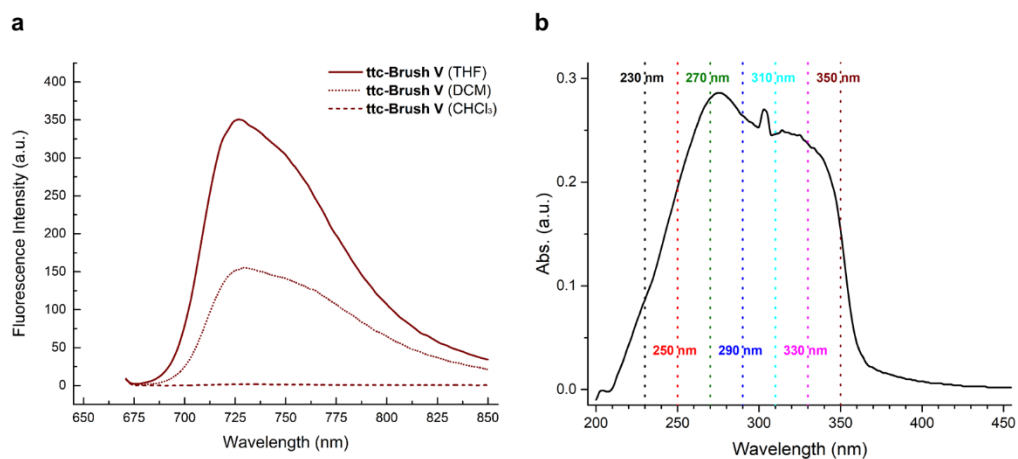 a
ttc-Brush V (THF)
ttc-Brush V (DCM)
ttc-Brush V (CHCl₃)
Fluorescence Intensity (a.u.)
350
300
250
200
150
100
50
0
650 675 700 725 750 775 800 825 850
Wavelength (nm)
b
230 nm 270 nm 310 nm 350 nm
250 nm 290 nm 330 nm
Abs. (a.u.)
0.3
0.2
0.1
0.0
200 250 300 350 400 450
Wavelength (nm)